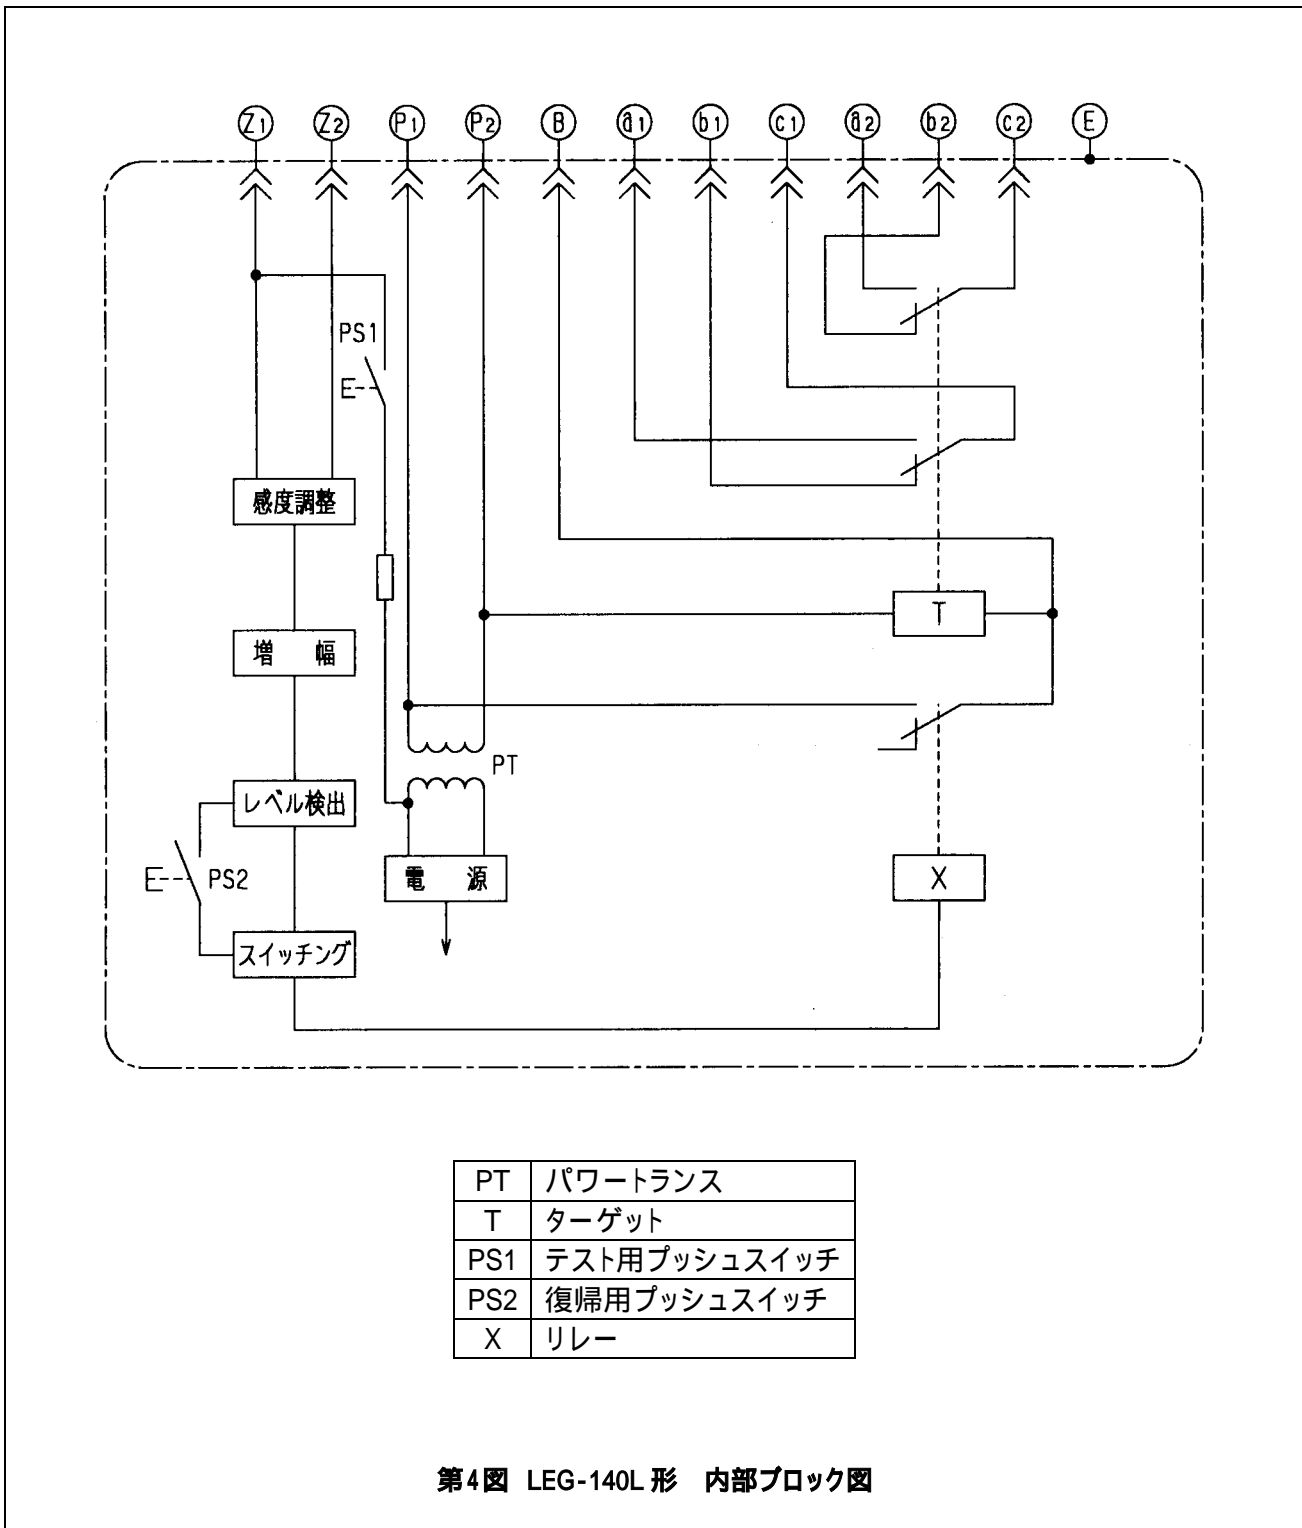 Z1 Z2 P1 P2 B a1 b1 c1 a2 b2 c2 E
PS1
感度調整
T
増 幅
PT
レベル検出
PS2
電 源
X
スイッチング
PT パワートランス
T ターゲット
PS1 テスト用プッシュスイッチ
PS2 復帰用プッシュスイッチ
X リレー
第4図 LEG-140L 形 内部ブロック図